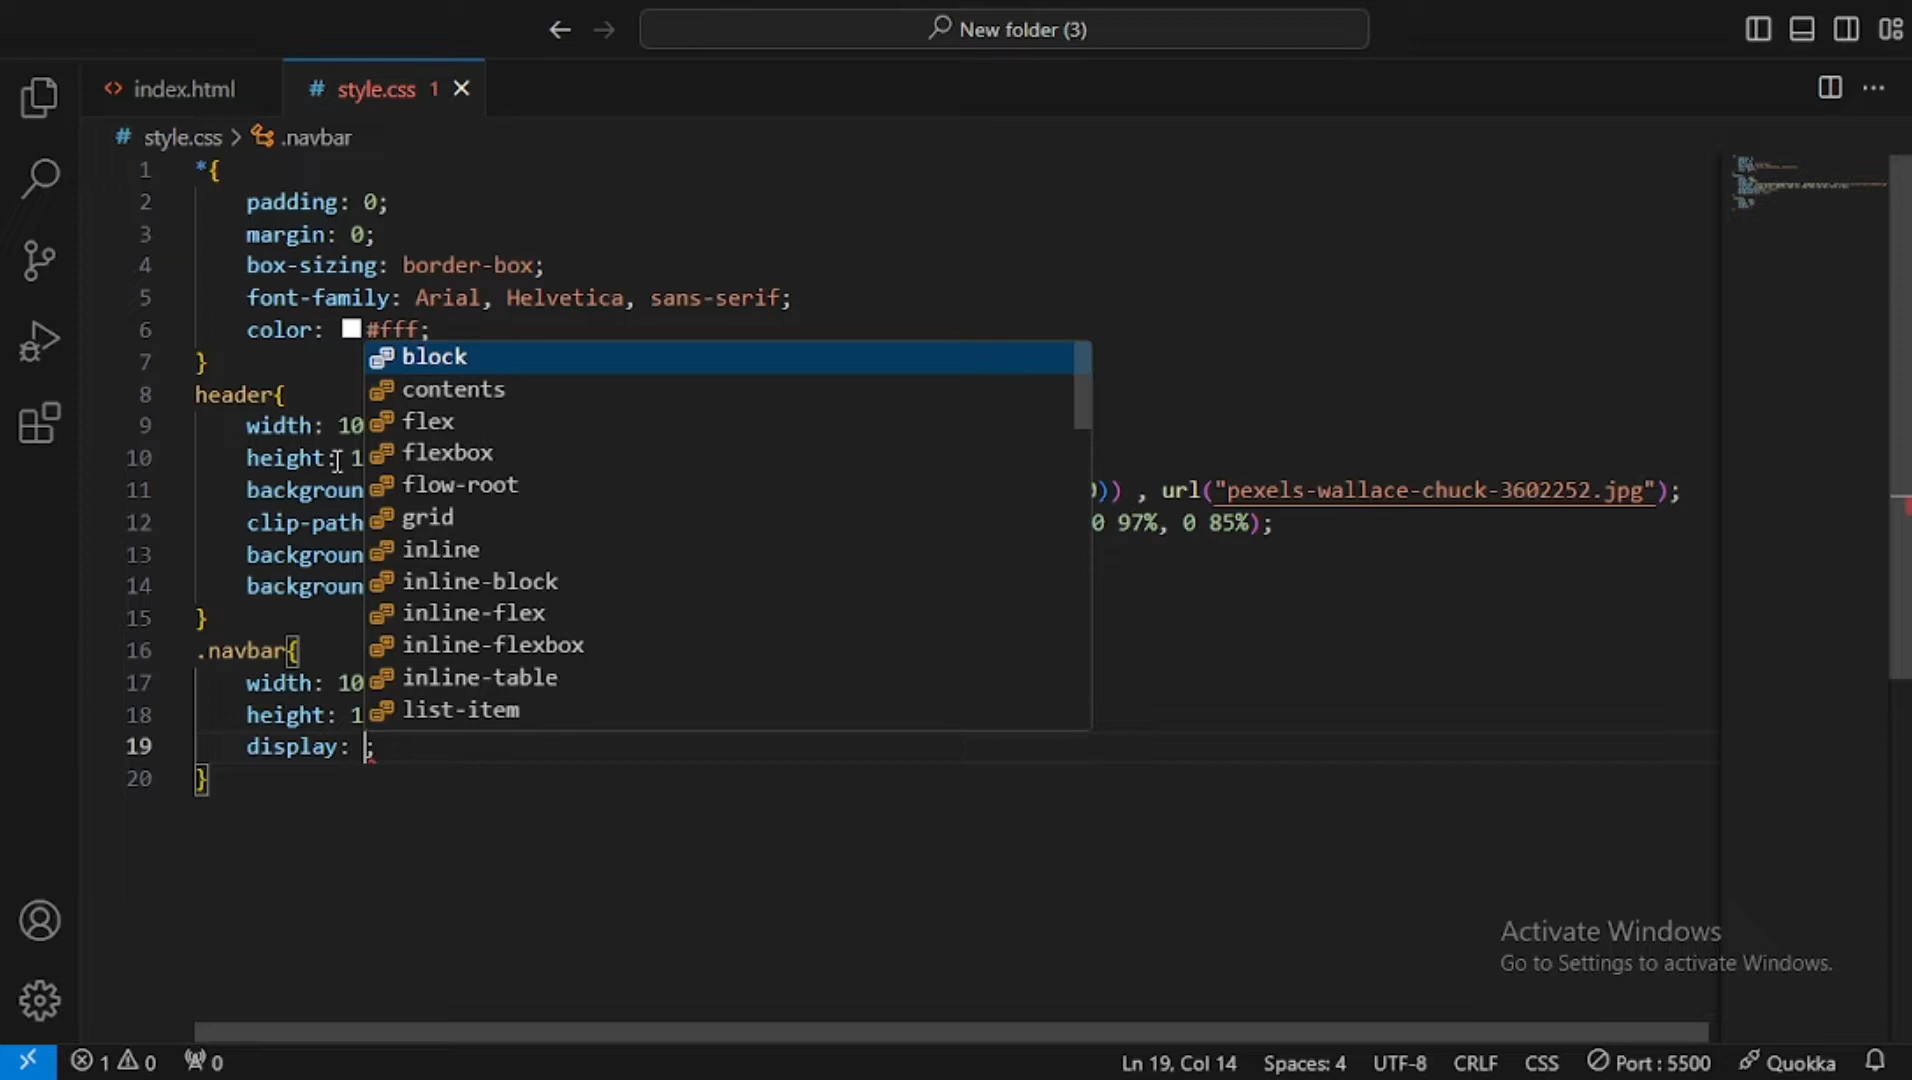 New folder (3)
index.html
style.css 1
style.css > .navbar
1 *{
2 padding: 0;
3 margin: 0;
4 box-sizing: border-box;
5 font-family: Arial, Helvetica, sans-serif;
6 color: #fff;
7 }
8 header{
9 width: 10
10 height: 1
11 backgroun )) , url("pexels-wallace-chuck-3602252.jpg");
12 clip-path 0 97%, 0 85%);
13 backgroun
14 backgroun
15 }
16 .navbar{
17 width: 10
18 height: 1
19 display: ;
20 }
block
contents
flex
flexbox
flow-root
grid
inline
inline-block
inline-flex
inline-flexbox
inline-table
list-item
Activate Windows
Go to Settings to activate Windows.
1 0 0 Ln 19, Col 14 Spaces: 4 UTF-8 CRLF CSS Port : 5500 Quokka